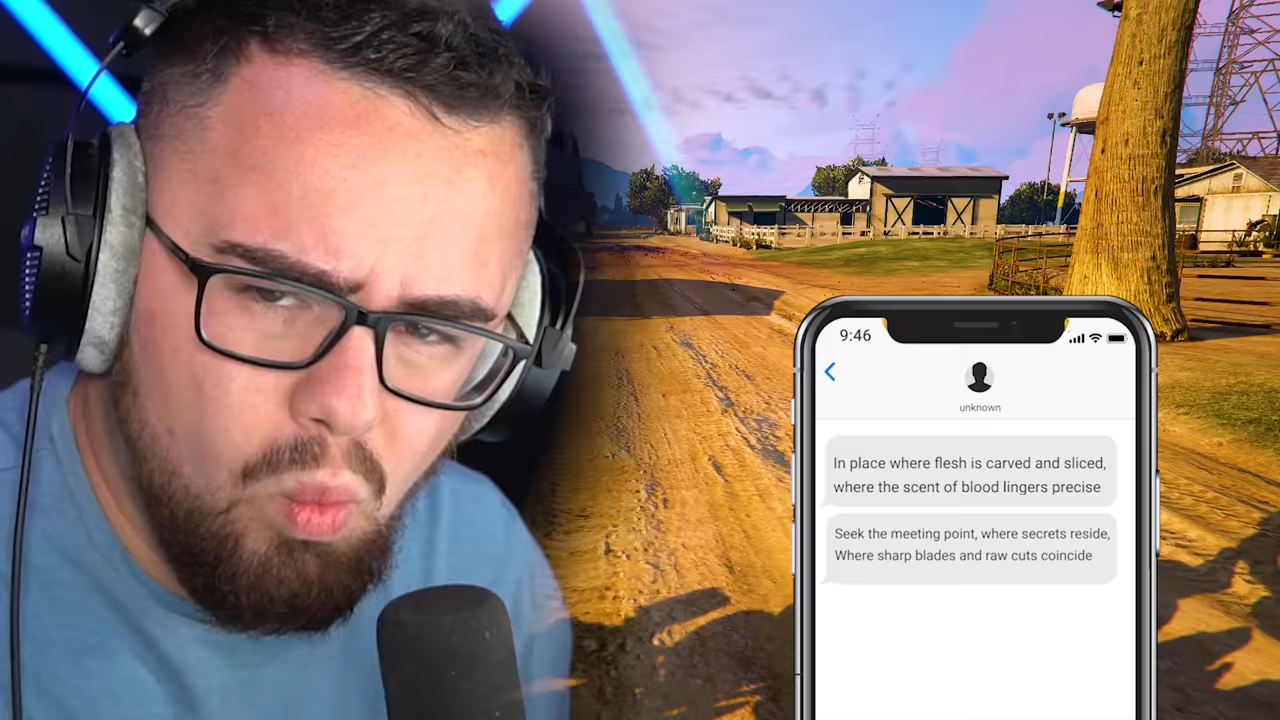 9:46
unknown
In place where flesh is carved and sliced,
where the scent of blood lingers precise
Seek the meeting point, where secrets reside,
Where sharp blades and raw cuts coincide